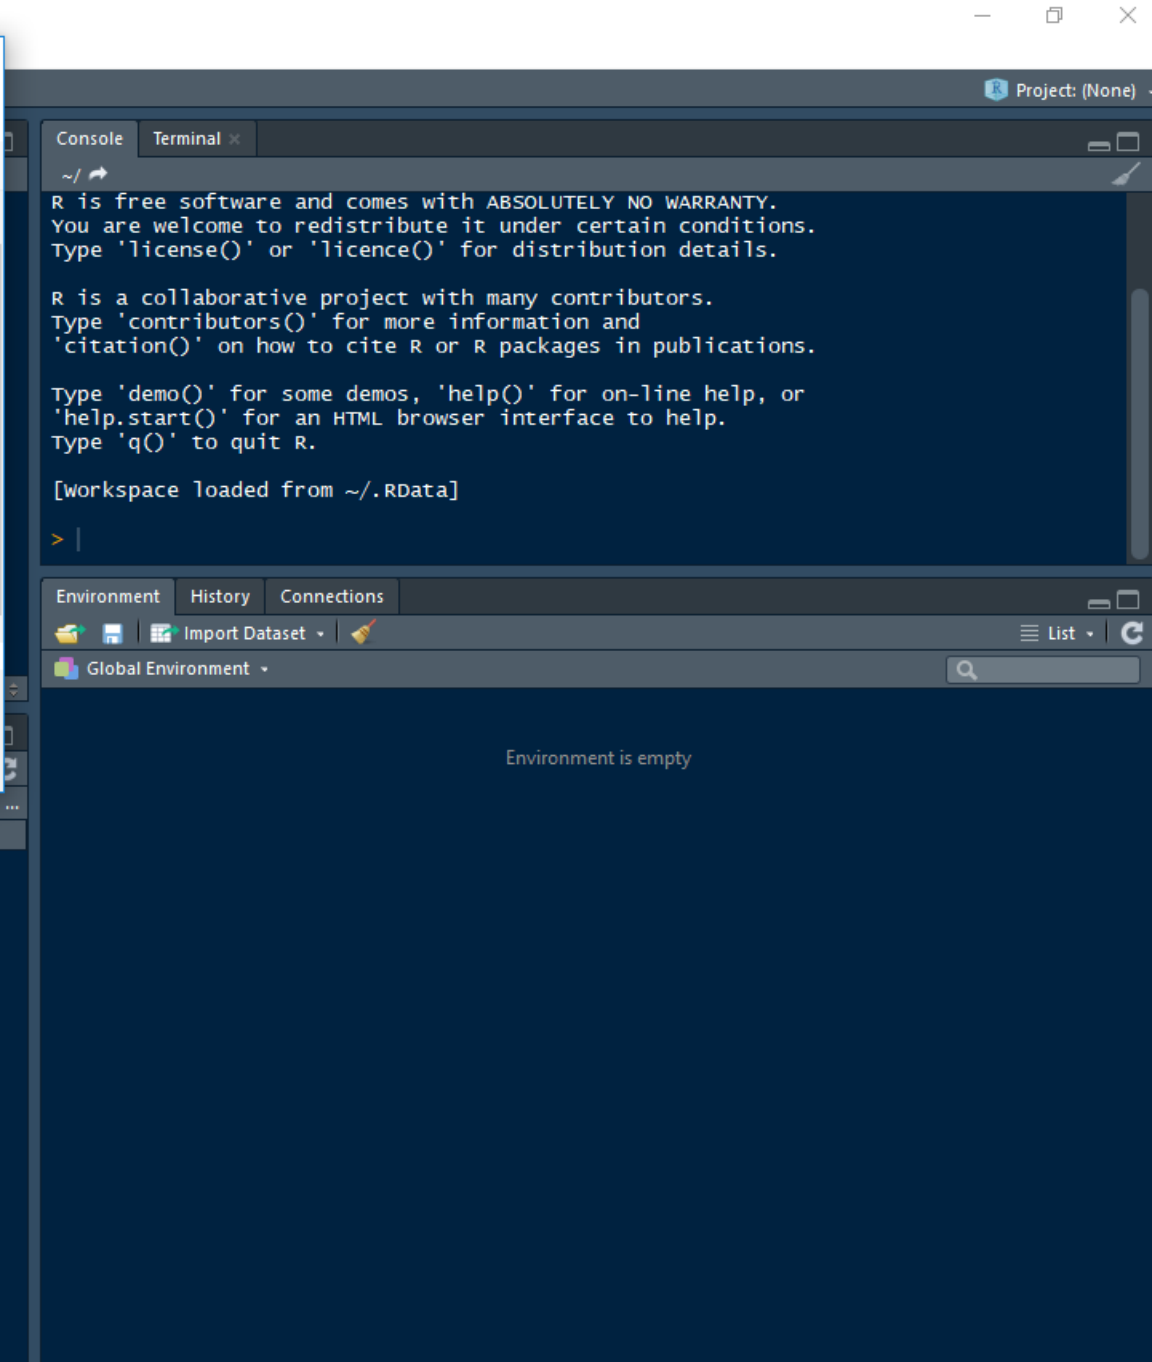 Project: (None)
Console Terminal
~/
R is free software and comes with ABSOLUTELY NO WARRANTY.
You are welcome to redistribute it under certain conditions.
Type 'license()' or 'licence()' for distribution details.
R is a collaborative project with many contributors.
Type 'contributors()' for more information and
'citation()' on how to cite R or R packages in publications.
Type 'demo()' for some demos, 'help()' for on-line help, or
'help.start()' for an HTML browser interface to help.
Type 'q()' to quit R.
[Workspace loaded from ~/.RData]
>
Environment History Connections
Import Dataset List
Global Environment
...
Environment is empty